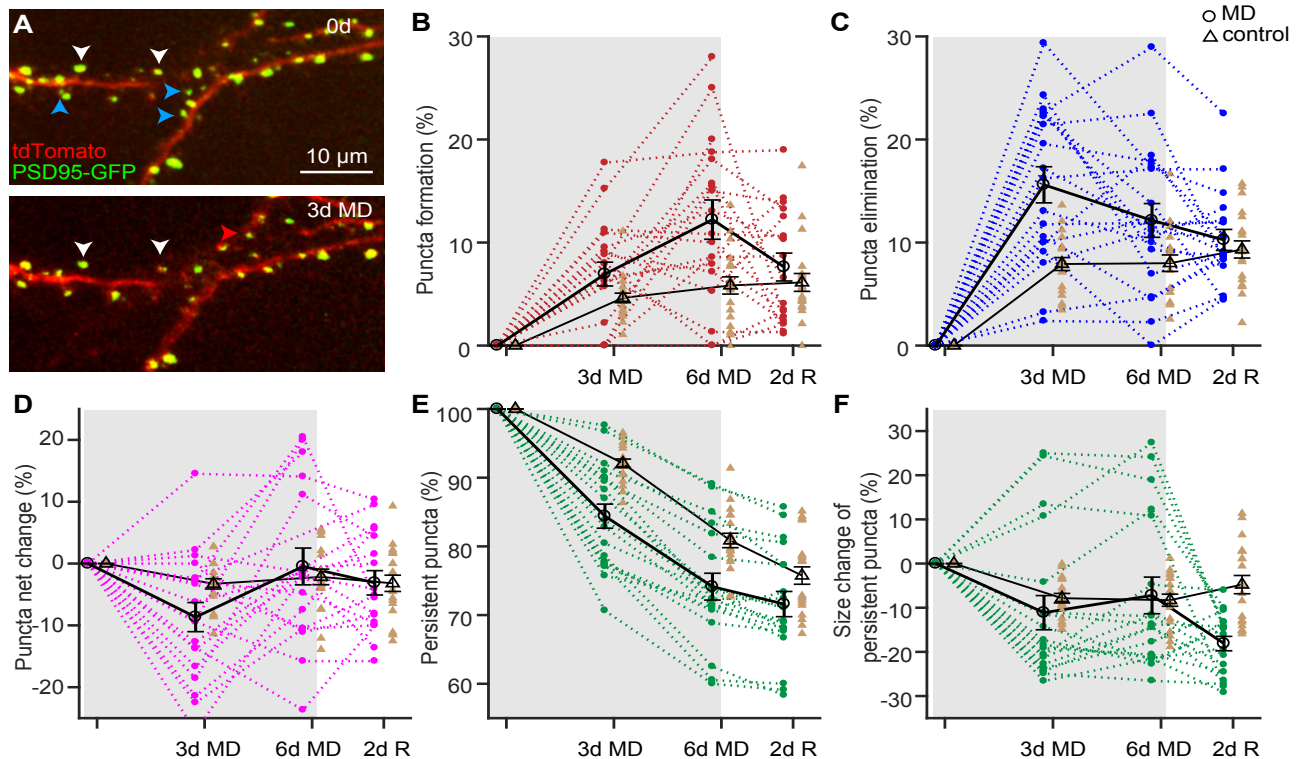 A
0d
tdTomato
PSD95-GFP
10 µm
3d MD
B
Puncta formation (%)
30
20
10
0
3d MD 6d MD 2d R
C
MD
control
Puncta elimination (%)
30
20
10
0
3d MD 6d MD 2d R
D
Puncta net change (%)
20
10
0
-10
-20
3d MD 6d MD 2d R
E
Persistent puncta (%)
100
90
80
70
60
3d MD 6d MD 2d R
F
Size change of
persistent puncta (%)
30
20
10
0
-10
-20
-30
3d MD 6d MD 2d R